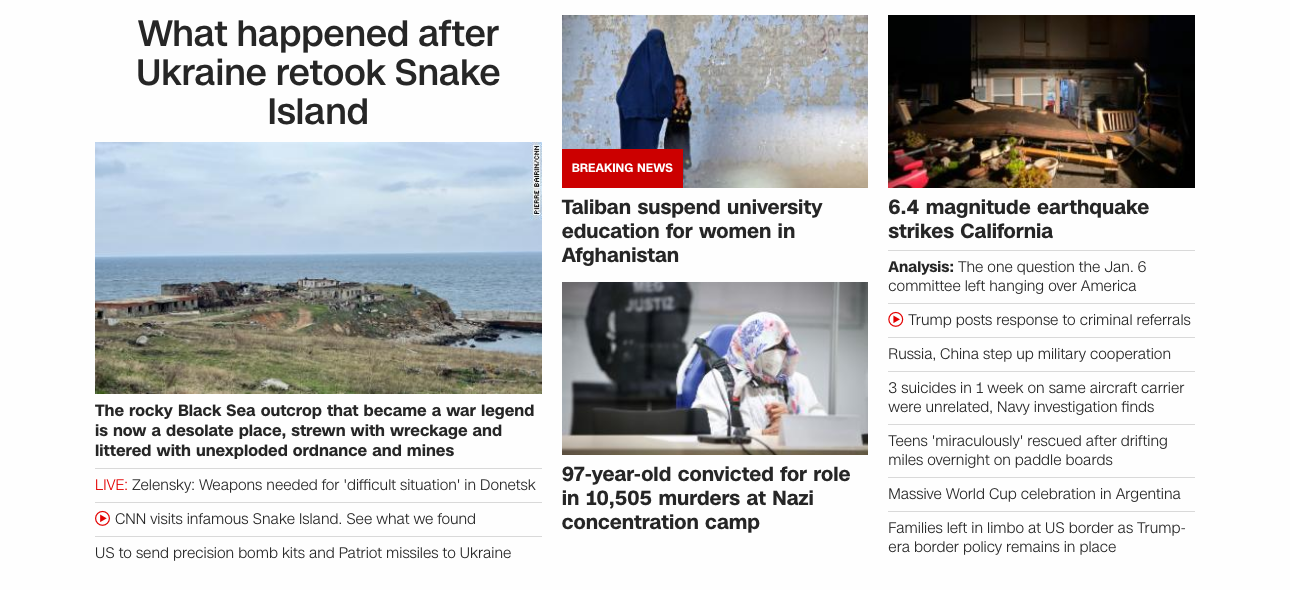 What happened after
Ukraine retook Snake
Island
PIERRE BAIRIN/CNN
The rocky Black Sea outcrop that became a war legend
is now a desolate place, strewn with wreckage and
littered with unexploded ordnance and mines
LIVE: Zelensky: Weapons needed for 'difficult situation' in Donetsk
CNN visits infamous Snake Island. See what we found
US to send precision bomb kits and Patriot missiles to Ukraine
BREAKING NEWS
Taliban suspend university
education for women in
Afghanistan
MEG
JUSTIZ
97-year-old convicted for role
in 10,505 murders at Nazi
concentration camp
6.4 magnitude earthquake
strikes California
Analysis: The one question the Jan. 6
committee left hanging over America
Trump posts response to criminal referrals
Russia, China step up military cooperation
3 suicides in 1 week on same aircraft carrier
were unrelated, Navy investigation finds
Teens 'miraculously' rescued after drifting
miles overnight on paddle boards
Massive World Cup celebration in Argentina
Families left in limbo at US border as Trump-
era border policy remains in place